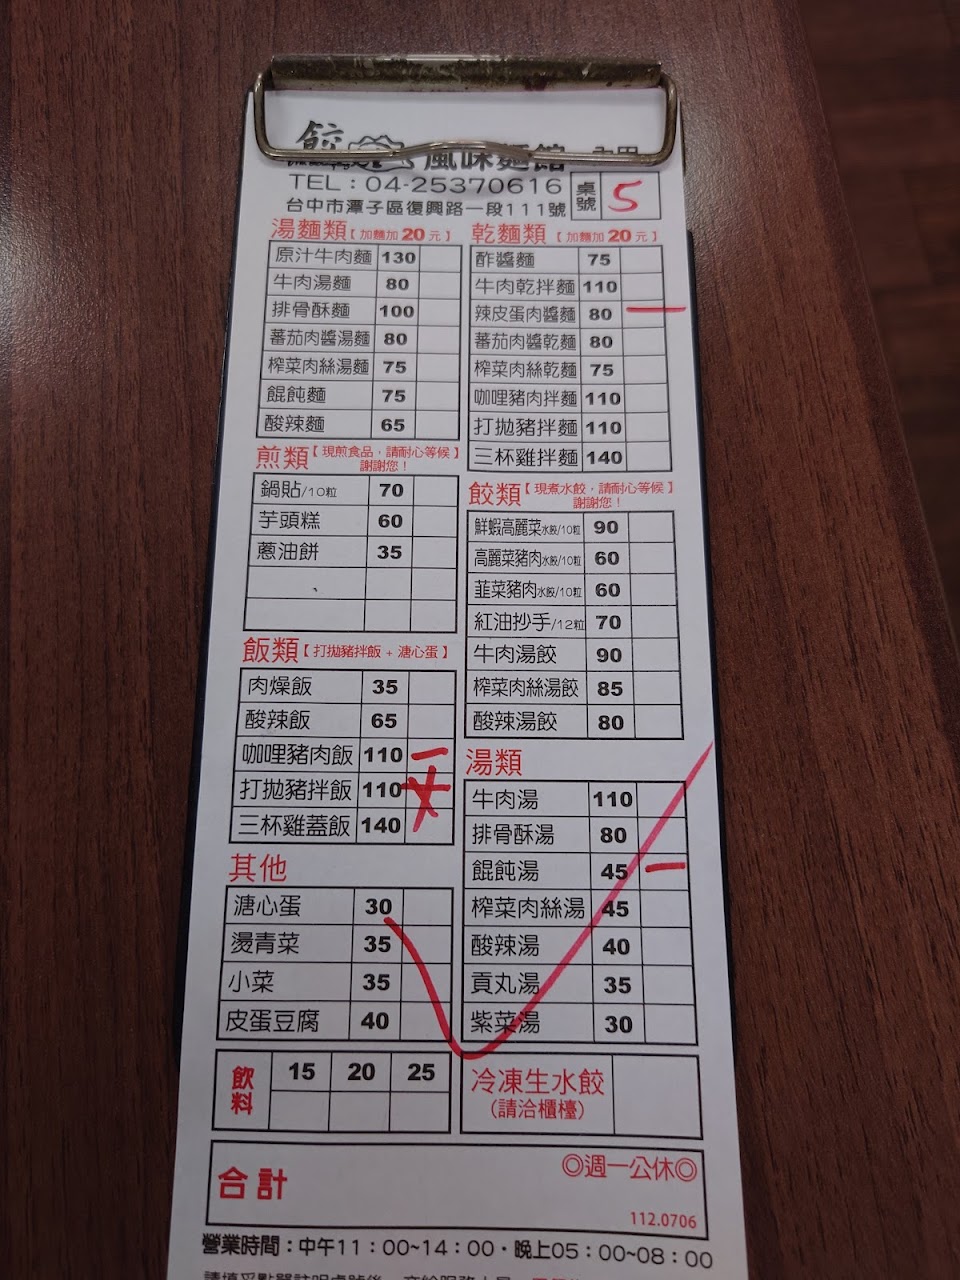 餃 風味麵館 內用
TEL：04-25370616 桌號 5
台中市潭子區復興路一段111號
湯麵類【加麵加20元】
原汁牛肉麵 130
牛肉湯麵 80
排骨酥麵 100
蕃茄肉醬湯麵 80
榨菜肉絲湯麵 75
餛飩麵 75
酸辣麵 65
乾麵類【加麵加20元】
酢醬麵 75
牛肉乾拌麵 110
辣皮蛋肉醬麵 80 一
蕃茄肉醬乾麵 80
榨菜肉絲乾麵 75
咖哩豬肉拌麵 110
打拋豬拌麵 110
三杯雞拌麵 140
煎類【現煎食品，請耐心等候】
謝謝您！
鍋貼/10粒 70
芋頭糕 60
蔥油餅 35
餃類【現煮水餃，請耐心等候】
謝謝您！
鮮蝦高麗菜水餃/10粒 90
高麗菜豬肉水餃/10粒 60
韮菜豬肉水餃/10粒 60
紅油抄手/12粒 70
牛肉湯餃 90
榨菜肉絲湯餃 85
酸辣湯餃 80
飯類【打拋豬拌飯+溏心蛋】
肉燥飯 35
酸辣飯 65
咖哩豬肉飯 110 一
打拋豬拌飯 110
三杯雞蓋飯 140
湯類
牛肉湯 110
排骨酥湯 80
餛飩湯 45 一
榨菜肉絲湯 45
酸辣湯 40
貢丸湯 35
紫菜湯 30
其他
溏心蛋 30
燙青菜 35
小菜 35
皮蛋豆腐 40
飲料 15 20 25
冷凍生水餃
(請洽櫃檯)
合計
◎週一公休◎
112.0706
營業時間：中午11：00~14：00．晚上05：00~08：00